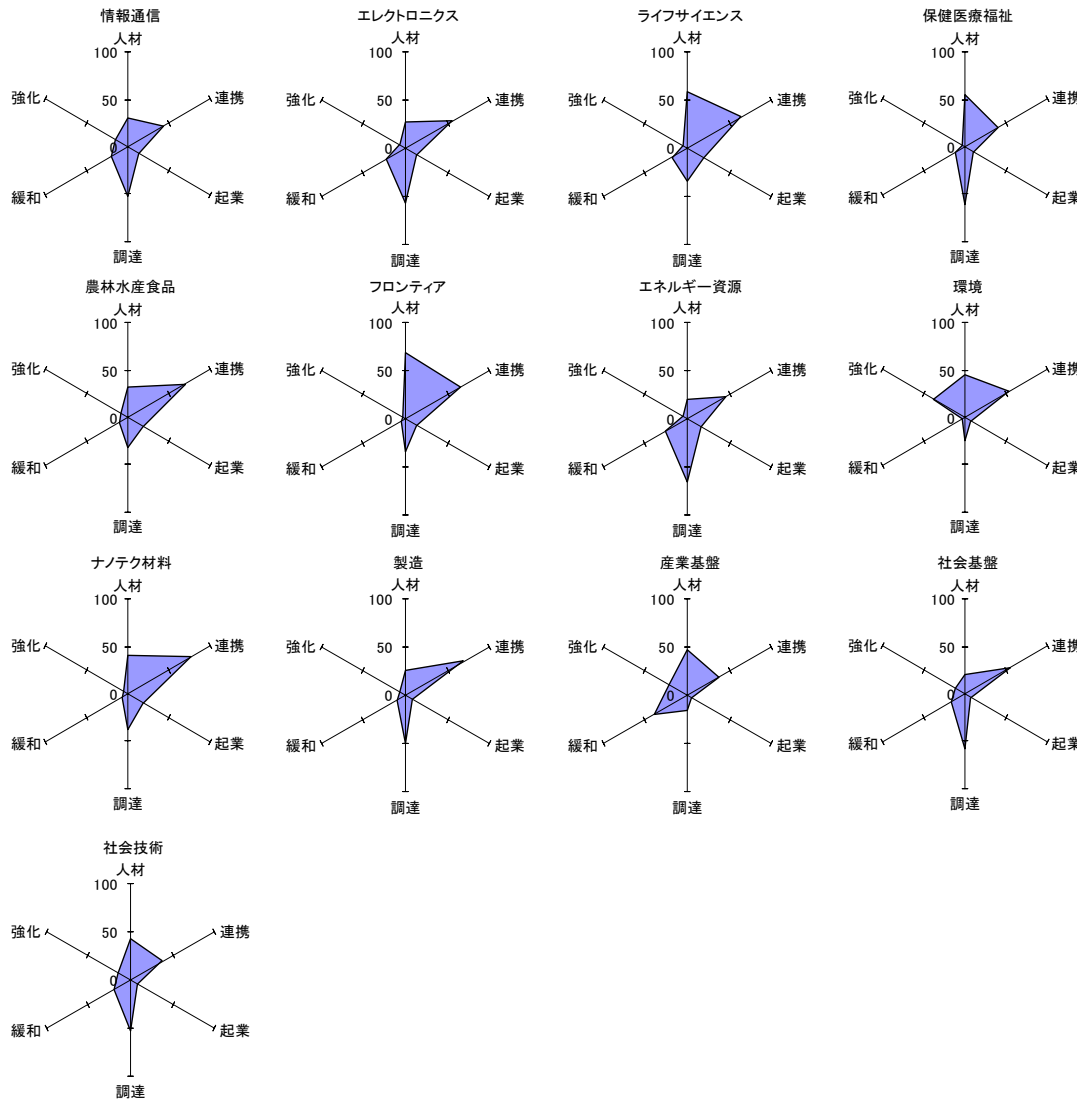 情報通信
人材
100
50
0
強化
連携
緩和
起業
調達
エレクトロニクス
人材
100
50
0
強化
連携
緩和
起業
調達
ライフサイエンス
人材
100
50
0
強化
連携
緩和
起業
調達
保健医療福祉
人材
100
50
0
強化
連携
緩和
起業
調達
農林水産食品
人材
100
50
0
強化
連携
緩和
起業
調達
フロンティア
人材
100
50
0
強化
連携
緩和
起業
調達
エネルギー資源
人材
100
50
0
強化
連携
緩和
起業
調達
環境
人材
100
50
0
強化
連携
緩和
起業
調達
ナノテク材料
人材
100
50
0
強化
連携
緩和
起業
調達
製造
人材
100
50
0
強化
連携
緩和
起業
調達
産業基盤
人材
100
50
0
強化
連携
緩和
起業
調達
社会基盤
人材
100
50
0
強化
連携
緩和
起業
調達
社会技術
人材
100
50
0
強化
連携
緩和
起業
調達